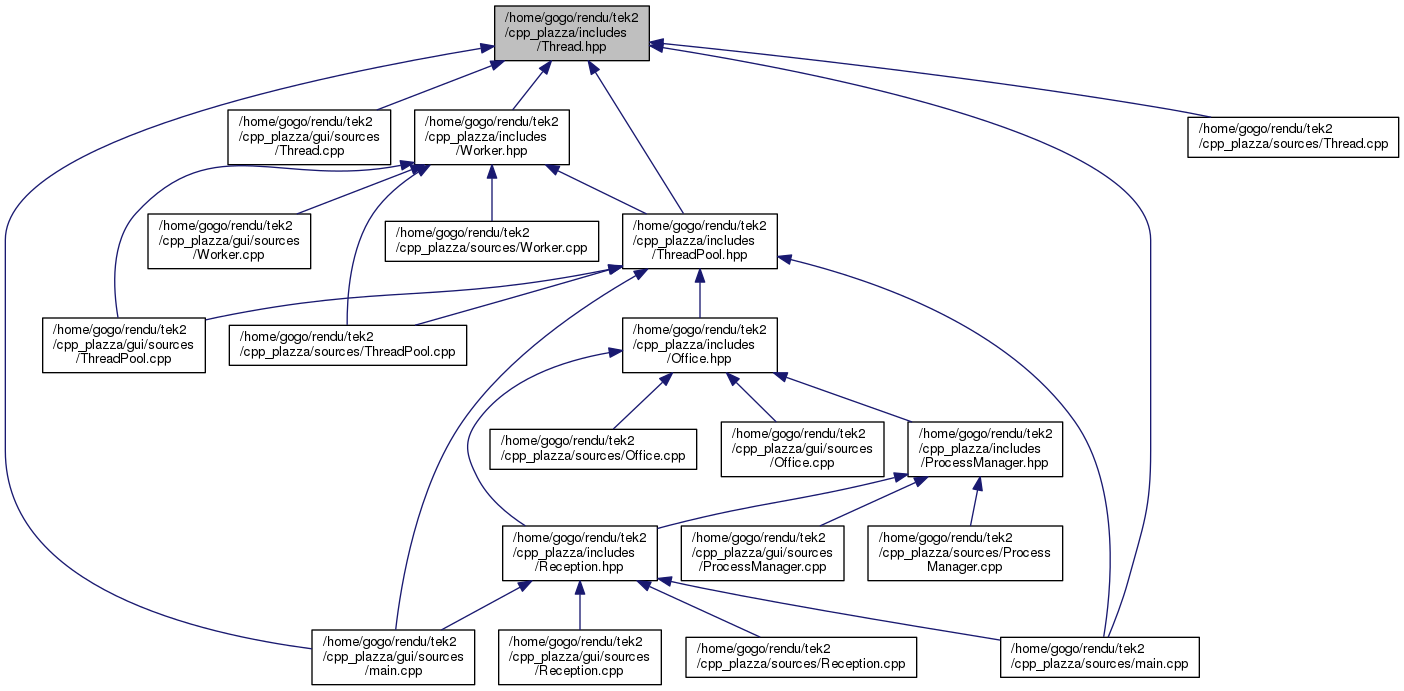 /home/gogo/rendu/tek2
/cpp_plazza/includes
/Thread.hpp
/home/gogo/rendu/tek2
/cpp_plazza/gui/sources
/Thread.cpp
/home/gogo/rendu/tek2
/cpp_plazza/includes
/Worker.hpp
/home/gogo/rendu/tek2
/cpp_plazza/sources/Thread.cpp
/home/gogo/rendu/tek2
/cpp_plazza/gui/sources
/Worker.cpp
/home/gogo/rendu/tek2
/cpp_plazza/sources/Worker.cpp
/home/gogo/rendu/tek2
/cpp_plazza/includes
/ThreadPool.hpp
/home/gogo/rendu/tek2
/cpp_plazza/gui/sources
/ThreadPool.cpp
/home/gogo/rendu/tek2
/cpp_plazza/sources/ThreadPool.cpp
/home/gogo/rendu/tek2
/cpp_plazza/includes
/Office.hpp
/home/gogo/rendu/tek2
/cpp_plazza/sources/Office.cpp
/home/gogo/rendu/tek2
/cpp_plazza/gui/sources
/Office.cpp
/home/gogo/rendu/tek2
/cpp_plazza/includes
/ProcessManager.hpp
/home/gogo/rendu/tek2
/cpp_plazza/includes
/Reception.hpp
/home/gogo/rendu/tek2
/cpp_plazza/gui/sources
/ProcessManager.cpp
/home/gogo/rendu/tek2
/cpp_plazza/sources/Process
Manager.cpp
/home/gogo/rendu/tek2
/cpp_plazza/gui/sources
/main.cpp
/home/gogo/rendu/tek2
/cpp_plazza/gui/sources
/Reception.cpp
/home/gogo/rendu/tek2
/cpp_plazza/sources/Reception.cpp
/home/gogo/rendu/tek2
/cpp_plazza/sources/main.cpp